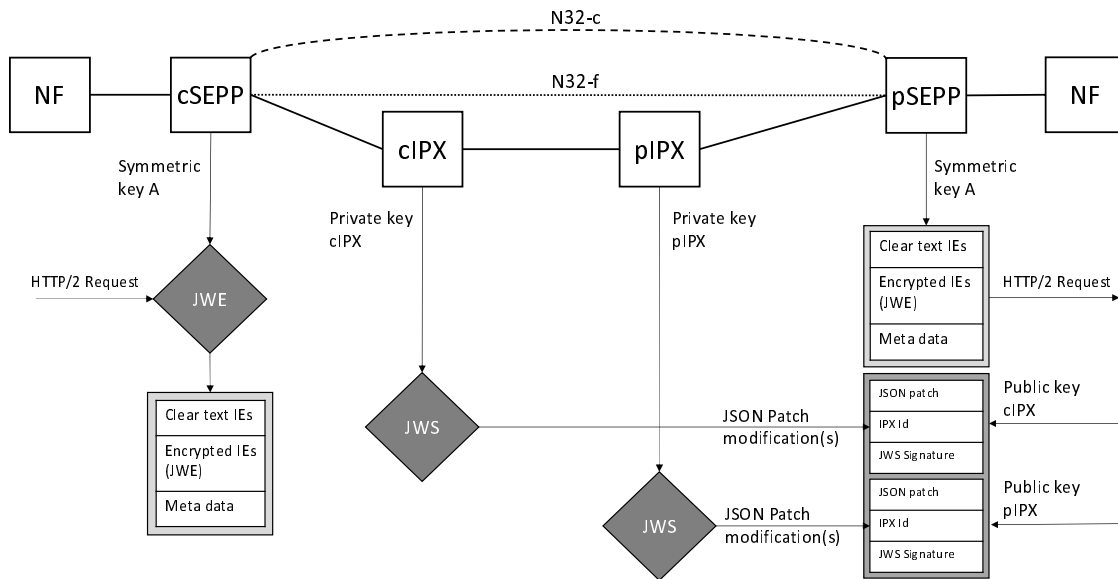 N32-c
N32-f
NF
cSEPP
pSEPP
NF
cIPX
pIPX
Symmetric
key A
Private key
cIPX
Private key
pIPX
Symmetric
key A
HTTP/2 Request
JWE
Clear text IEs
Encrypted IEs
(JWE)
Meta data
HTTP/2 Request
Clear text IEs
Encrypted IEs
(JWE)
Meta data
JWS
JSON Patch
modification(s)
JSON patch
IPX Id
JWS Signature
Public key
cIPX
JWS
JSON Patch
modification(s)
JSON patch
IPX Id
JWS Signature
Public key
pIPX